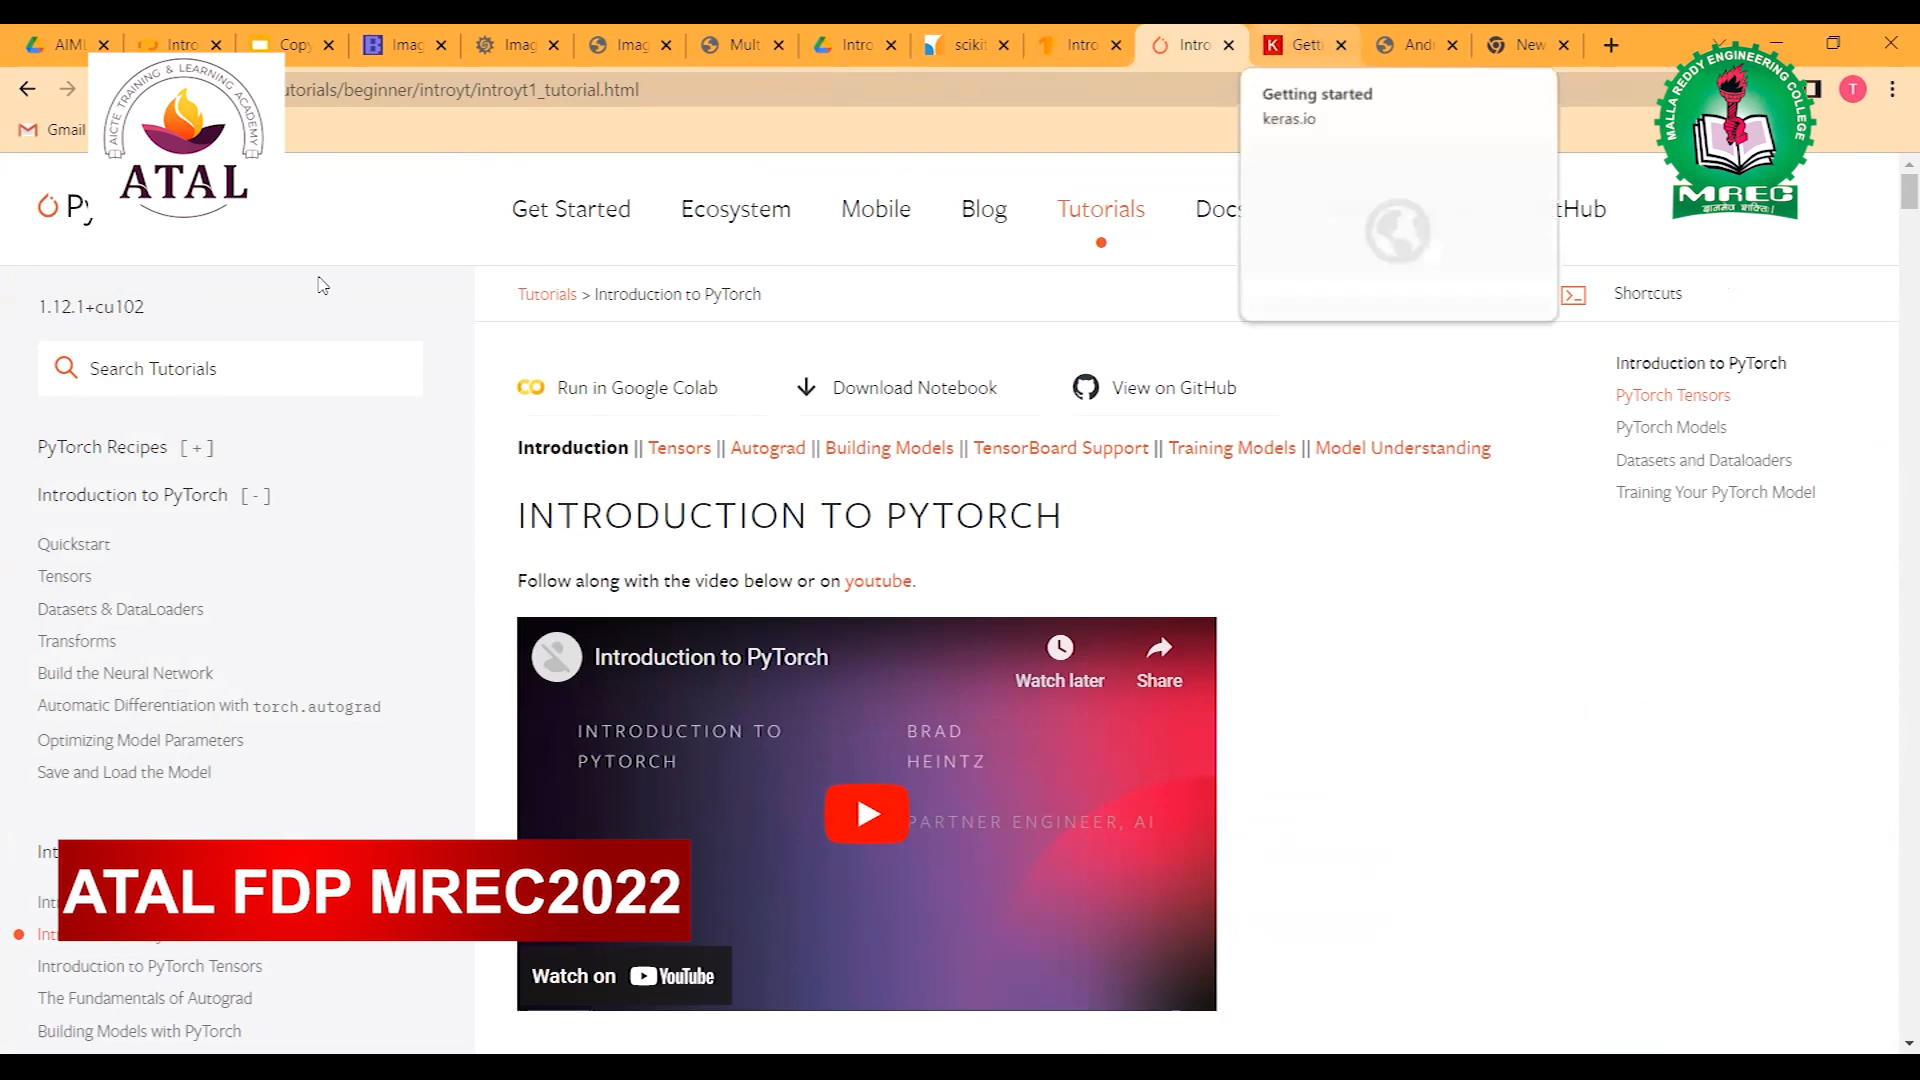 AIML
Intro
Copy
Imag
Imag
Imag
Mult
Intro
sciki
Intro
Intro
Getti
Andr
New
utorials/beginner/introyt/introyt1_tutorial.html
T
Gmail
AICTE TRAINING & LEARNING ACADEMY
ATAL
Getting started
keras.io
MALLA REDDY ENGINEERING COLLEGE
MREC
Py
Get Started
Ecosystem
Mobile
Blog
Tutorials
Docs
tHub
1.12.1+cu102
Search Tutorials
PyTorch Recipes [ + ]
Introduction to PyTorch [ - ]
Quickstart
Tensors
Datasets & DataLoaders
Transforms
Build the Neural Network
Automatic Differentiation with torch.autograd
Optimizing Model Parameters
Save and Load the Model
Int
Int
Int
Introduction to PyTorch Tensors
The Fundamentals of Autograd
Building Models with PyTorch
Tutorials > Introduction to PyTorch
Shortcuts
Run in Google Colab
Download Notebook
View on GitHub
Introduction || Tensors || Autograd || Building Models || TensorBoard Support || Training Models || Model Understanding
INTRODUCTION TO PYTORCH
Follow along with the video below or on youtube.
Introduction to PyTorch
Watch later
Share
INTRODUCTION TO
PYTORCH
BRAD
HEINTZ
PARTNER ENGINEER, AI
Watch on YouTube
ATAL FDP MREC2022
Introduction to PyTorch
PyTorch Tensors
PyTorch Models
Datasets and Dataloaders
Training Your PyTorch Model